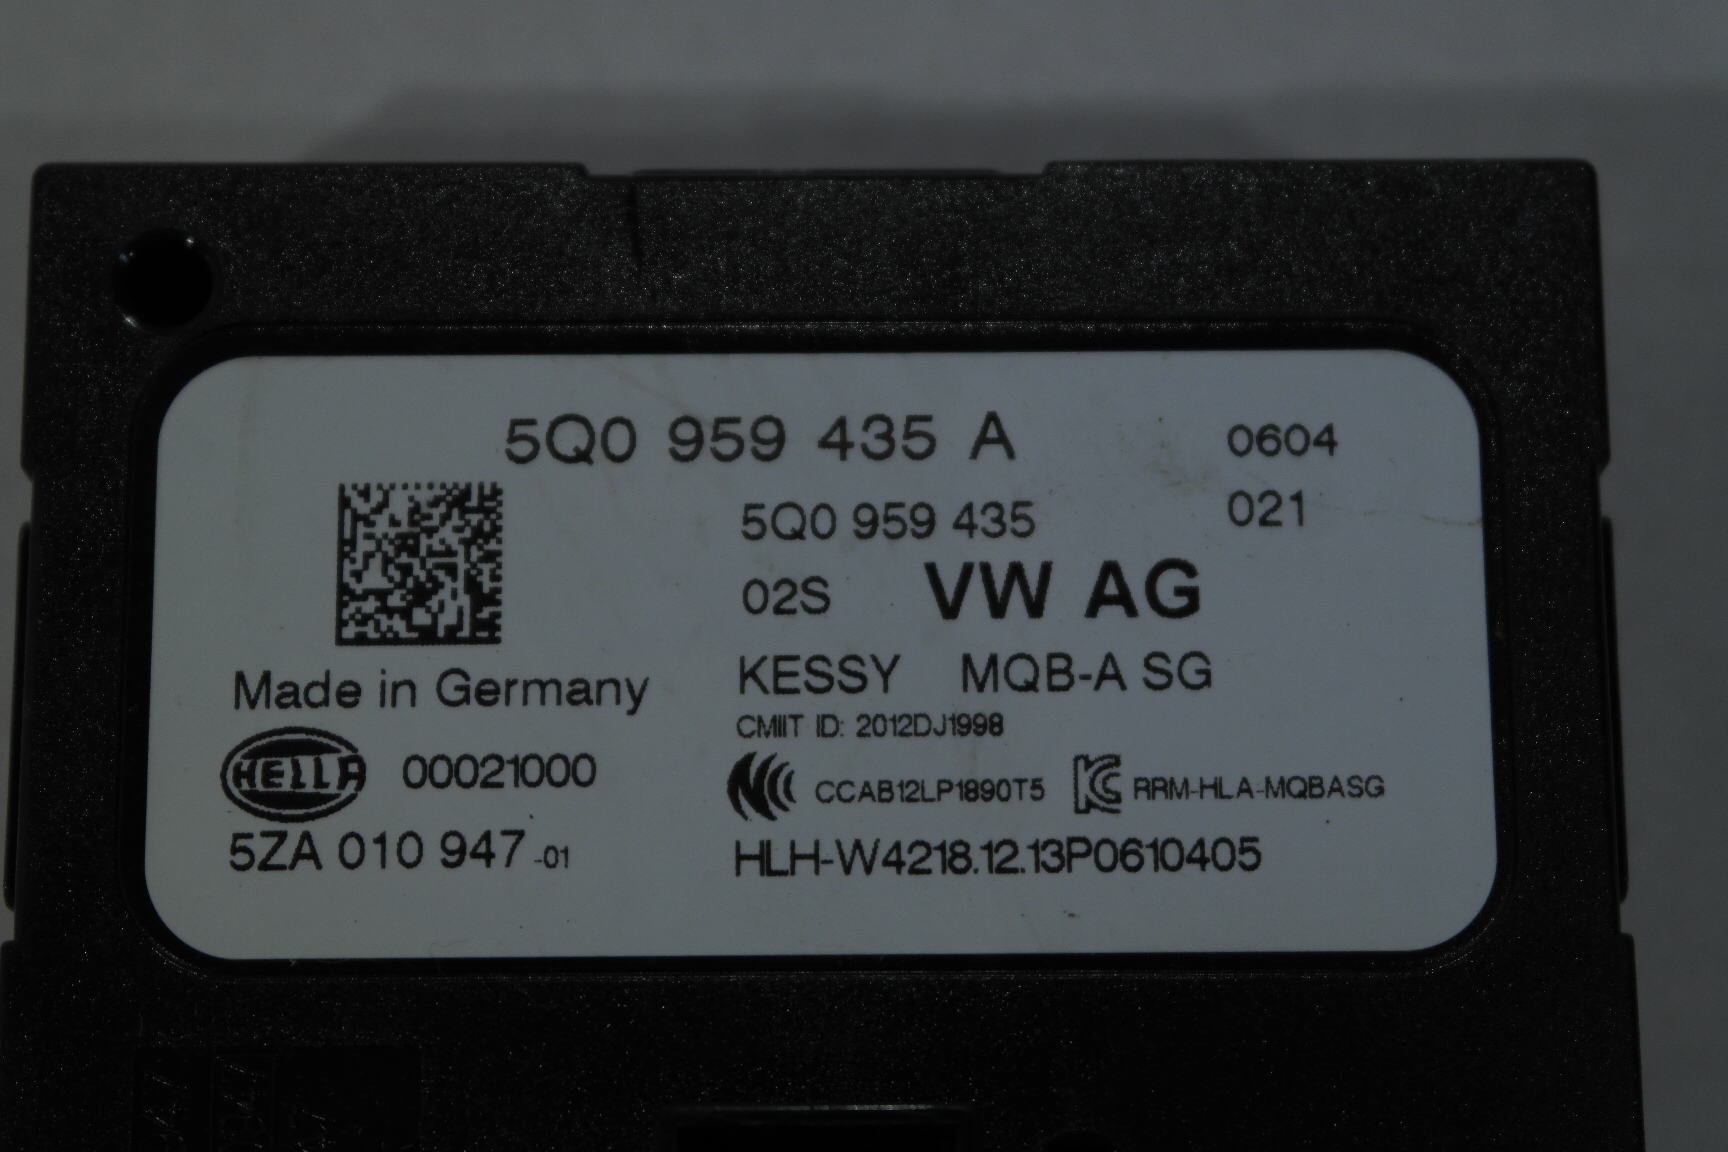 5Q0 959 435 A 0604
5Q0 959 435 021
02S VW AG
KESSY MQB-A SG
CMIIT ID: 2012DJ1998
CCAB12LP1890T5 RRM-HLA-MQBASG
HLH-W4218.12.13P0610405
Made in Germany
HELLA 00021000
5ZA 010 947 -01